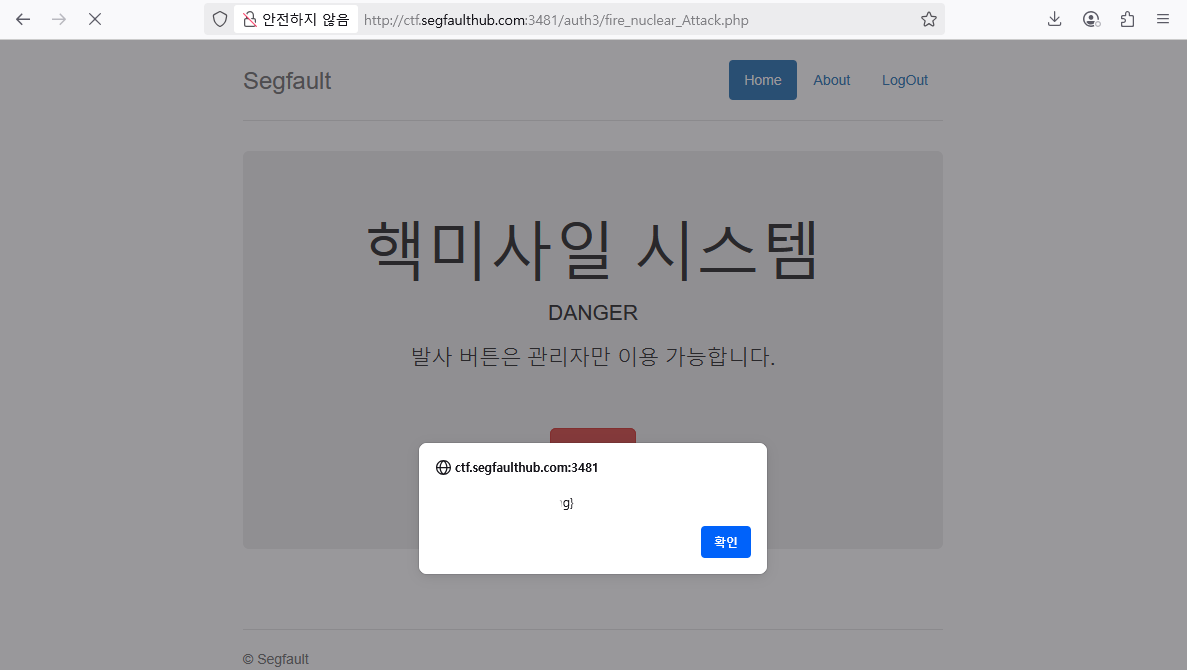 안전하지 않음 http://ctf.segfaulthub.com:3481/auth3/fire_nuclear_Attack.php
Segfault Home About LogOut
핵미사일 시스템
DANGER
발사 버튼은 관리자만 이용 가능합니다.
ctf.segfaulthub.com:3481
g}
확인
© Segfault